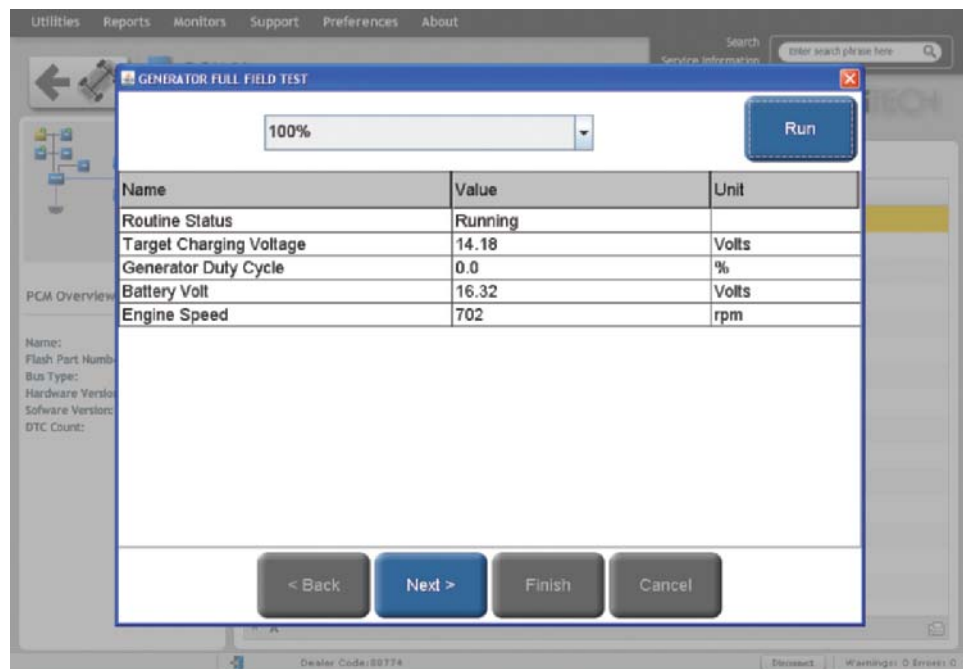 Utilities Reports Monitors Support Preferences About
Search
Service Information
Enter search phrase here
GENERATOR FULL FIELD TEST
100%
Run
Name Value Unit
Routine Status Running
Target Charging Voltage 14.18 Volts
Generator Duty Cycle 0.0 %
Battery Volt 16.32 Volts
Engine Speed 702 rpm
PCM Overview
Name:
Flash Part Numb
Bus Type:
Hardware Version
Sofware Version:
DTC Count:
< Back Next > Finish Cancel
Dealer Code:88774 Disconnect Warnings: 0 Errors: 0